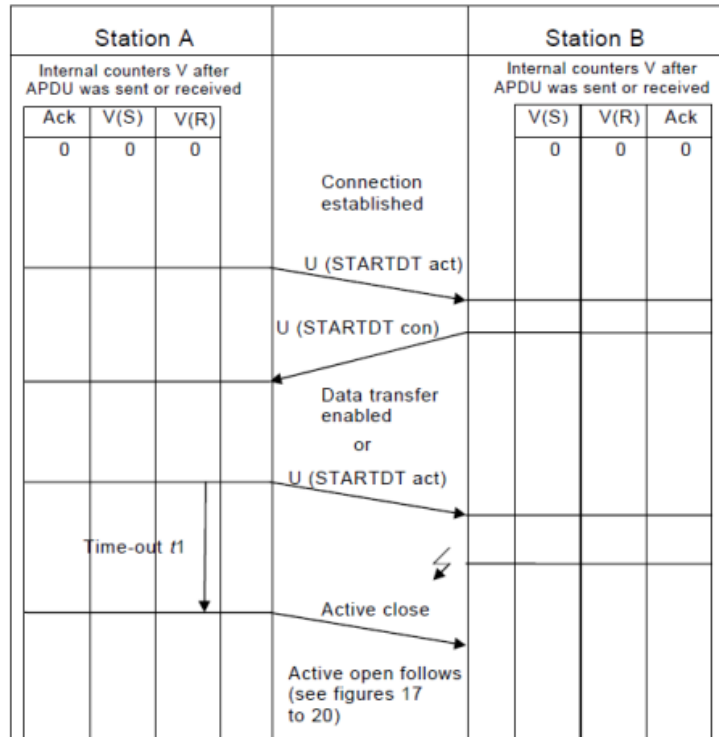 Station A
Station B
Internal counters V after
APDU was sent or received
Internal counters V after
APDU was sent or received
Ack V(S) V(R)
V(S) V(R) Ack
0 0 0
0 0 0
Connection
established
U (STARTDT act)
U (STARTDT con)
Data transfer
enabled
or
U (STARTDT act)
Time-out t1
Active close
Active open follows
(see figures 17
to 20)